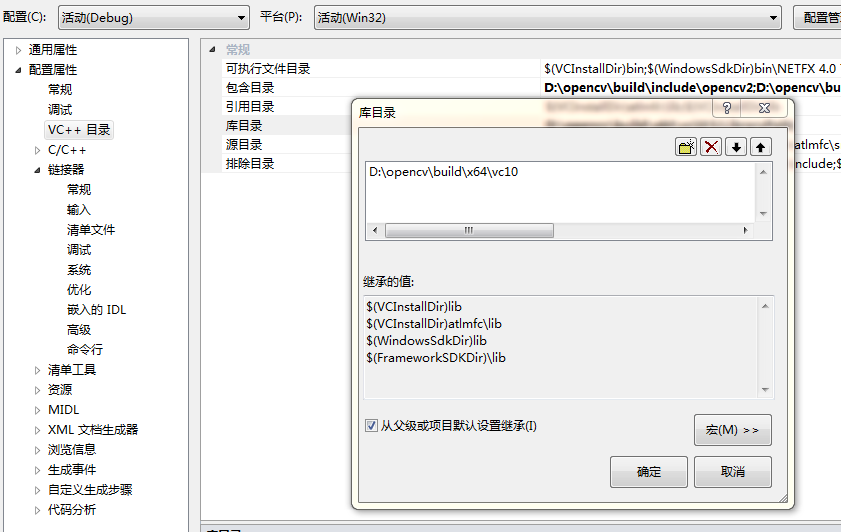 配置(C):
活动(Debug)
平台(P):
活动(Win32)
配置管
通用属性
配置属性
常规
调试
VC++ 目录
C/C++
链接器
常规
输入
清单文件
调试
系统
优化
嵌入的 IDL
高级
命令行
清单工具
资源
MIDL
XML 文档生成器
浏览信息
生成事件
自定义生成步骤
代码分析
常规
可执行文件目录
$(VCInstallDir)bin;$(WindowsSdkDir)bin\NETFX 4.0
包含目录
D:\opencv\build\include\opencv2;D:\opencv\bu
引用目录
库目录
源目录
atlmfc\s
排除目录
include;$
库目录
D:\opencv\build\x64\vc10
继承的值:
$(VCInstallDir)lib
$(VCInstallDir)atlmfc\lib
$(WindowsSdkDir)lib
$(FrameworkSDKDir)\lib
从父级或项目默认设置继承(I)
宏(M) >>
确定
取消